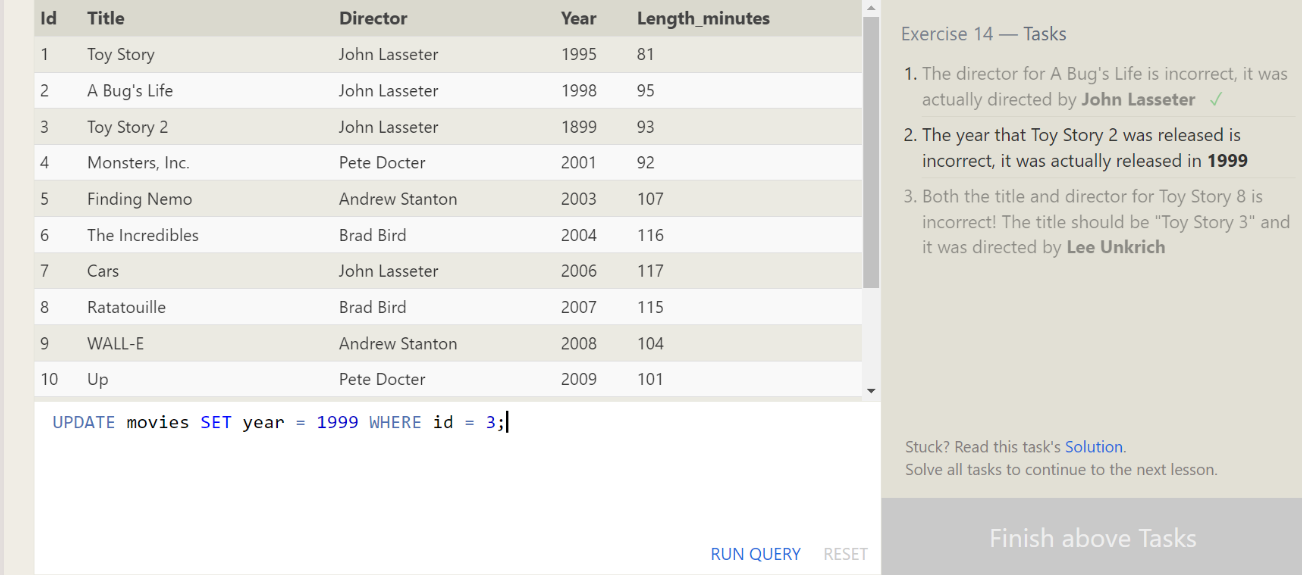 Id Title Director Year Length_minutes
1 Toy Story John Lasseter 1995 81
2 A Bug's Life John Lasseter 1998 95
3 Toy Story 2 John Lasseter 1899 93
4 Monsters, Inc. Pete Docter 2001 92
5 Finding Nemo Andrew Stanton 2003 107
6 The Incredibles Brad Bird 2004 116
7 Cars John Lasseter 2006 117
8 Ratatouille Brad Bird 2007 115
9 WALL-E Andrew Stanton 2008 104
10 Up Pete Docter 2009 101
UPDATE movies SET year = 1999 WHERE id = 3;
RUN QUERY RESET
Exercise 14 — Tasks
1. The director for A Bug's Life is incorrect, it was
actually directed by John Lasseter ✓
2. The year that Toy Story 2 was released is
incorrect, it was actually released in 1999
3. Both the title and director for Toy Story 8 is
incorrect! The title should be "Toy Story 3" and
it was directed by Lee Unkrich
Stuck? Read this task's Solution.
Solve all tasks to continue to the next lesson.
Finish above Tasks